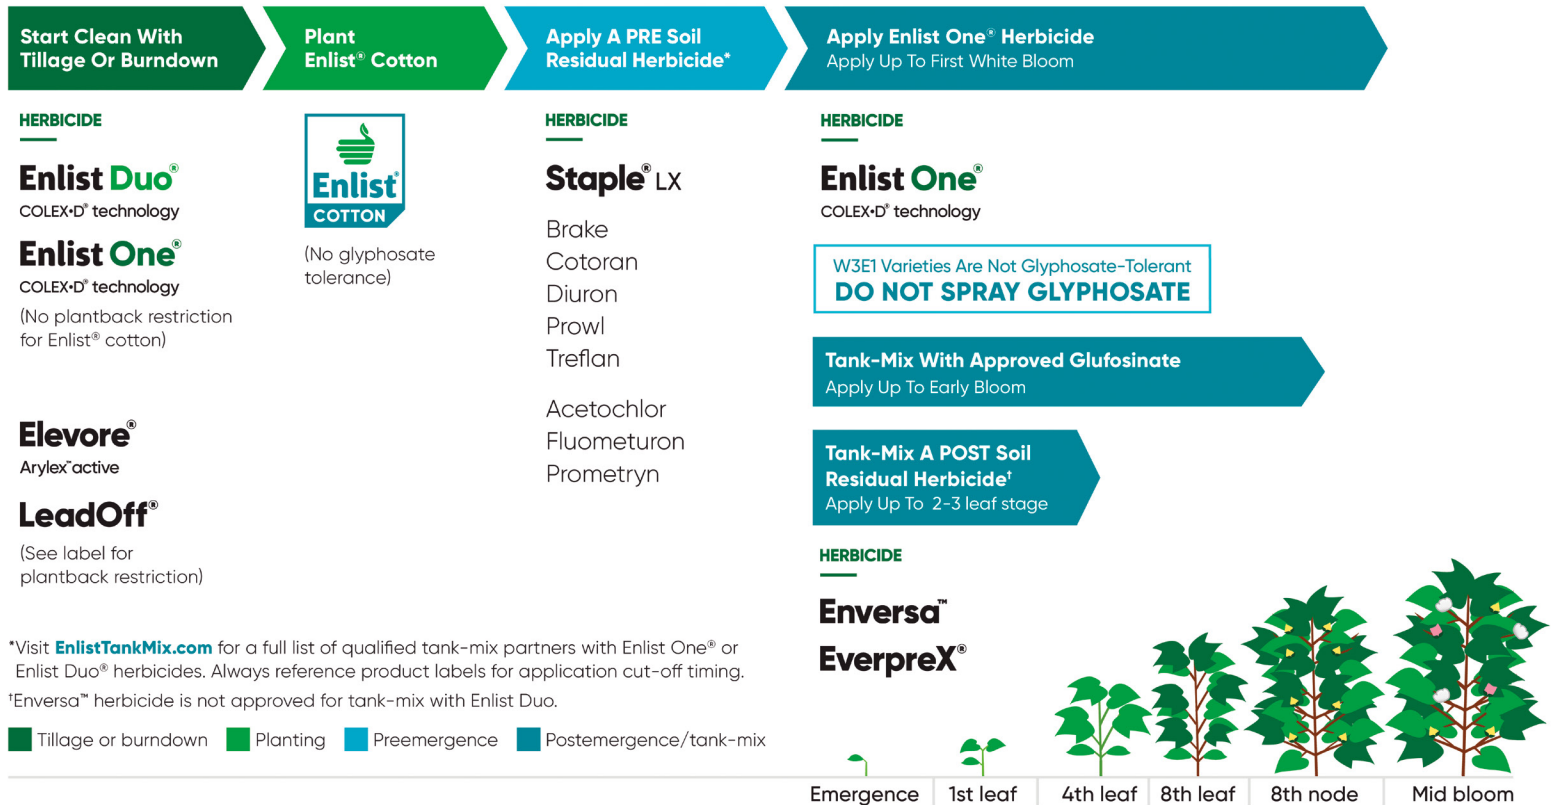 Start Clean With
Tillage Or Burndown
Plant
Enlist® Cotton
Apply A PRE Soil
Residual Herbicide*
Apply Enlist One® Herbicide
Apply Up To First White Bloom
HERBICIDE
Enlist Duo®
COLEX•D® technology
Enlist One®
COLEX•D® technology
(No plantback restriction
for Enlist® cotton)
Elevore®
Arylex™active
LeadOff®
(See label for
plantback restriction)
Enlist®
COTTON
(No glyphosate
tolerance)
HERBICIDE
Staple® LX
Brake
Cotoran
Diuron
Prowl
Treflan
Acetochlor
Fluometuron
Prometryn
HERBICIDE
Enlist One®
COLEX•D® technology
W3E1 Varieties Are Not Glyphosate-Tolerant
DO NOT SPRAY GLYPHOSATE
Tank-Mix With Approved Glufosinate
Apply Up To Early Bloom
Tank-Mix A POST Soil
Residual Herbicide†
Apply Up To 2-3 leaf stage
HERBICIDE
Enversa™
EverpreX®
*Visit EnlistTankMix.com for a full list of qualified tank-mix partners with Enlist One® or
Enlist Duo® herbicides. Always reference product labels for application cut-off timing.
†Enversa™ herbicide is not approved for tank-mix with Enlist Duo.
Tillage or burndown
Planting
Preemergence
Postemergence/tank-mix
Emergence
1st leaf
4th leaf
8th leaf
8th node
Mid bloom